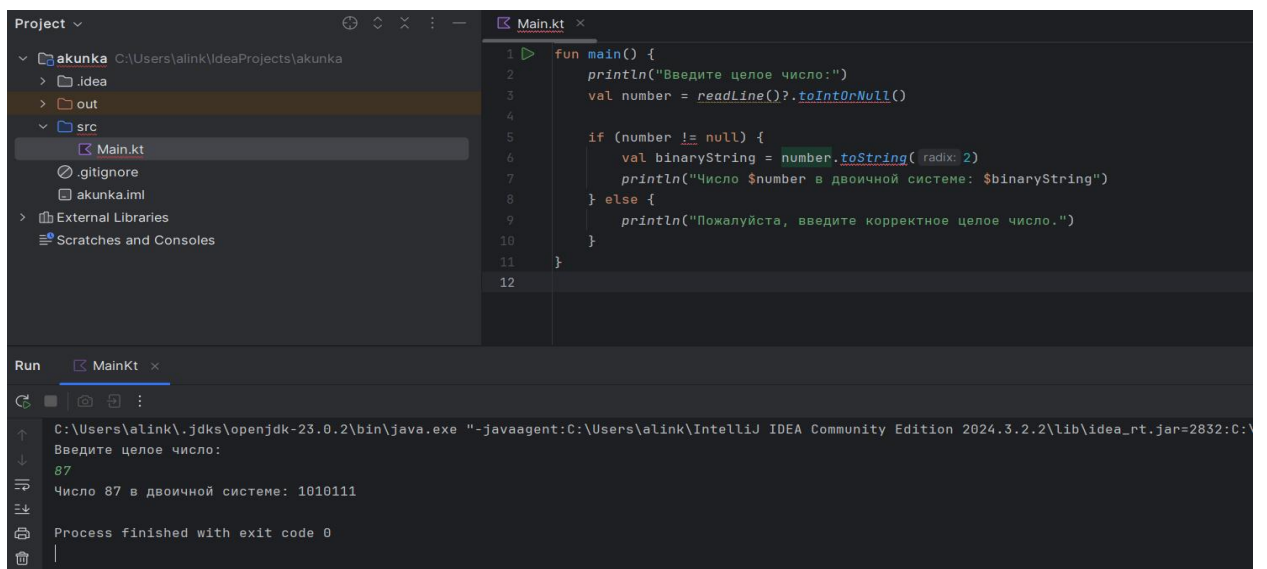 Project
akunka C:\Users\alink\IdeaProjects\akunka
.idea
out
src
Main.kt
.gitignore
akunka.iml
External Libraries
Scratches and Consoles
Main.kt
1 fun main() {
2 println("Введите целое число:")
3 val number = readLine()?.toIntOrNull()
4
5 if (number != null) {
6 val binaryString = number.toString( radix: 2)
7 println("Число $number в двоичной системе: $binaryString")
8 } else {
9 println("Пожалуйста, введите корректное целое число.")
10 }
11 }
12
Run MainKt
C:\Users\alink\.jdks\openjdk-23.0.2\bin\java.exe "-javaagent:C:\Users\alink\IntelliJ IDEA Community Edition 2024.3.2.2\lib\idea_rt.jar=2832:C:\
Введите целое число:
87
Число 87 в двоичной системе: 1010111
Process finished with exit code 0